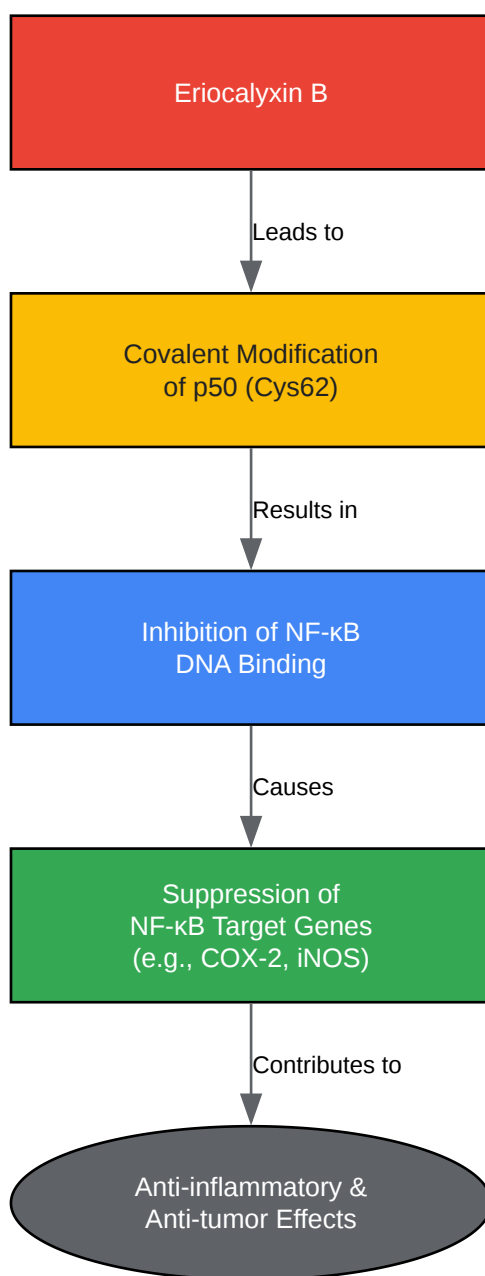 Eriocalyxin B
Leads to
Covalent Modification
of p50 (Cys62)
Results in
Inhibition of NF-κB
DNA Binding
Causes
Suppression of
NF-κB Target Genes
(e.g., COX-2, iNOS)
Contributes to
Anti-inflammatory &
Anti-tumor Effects